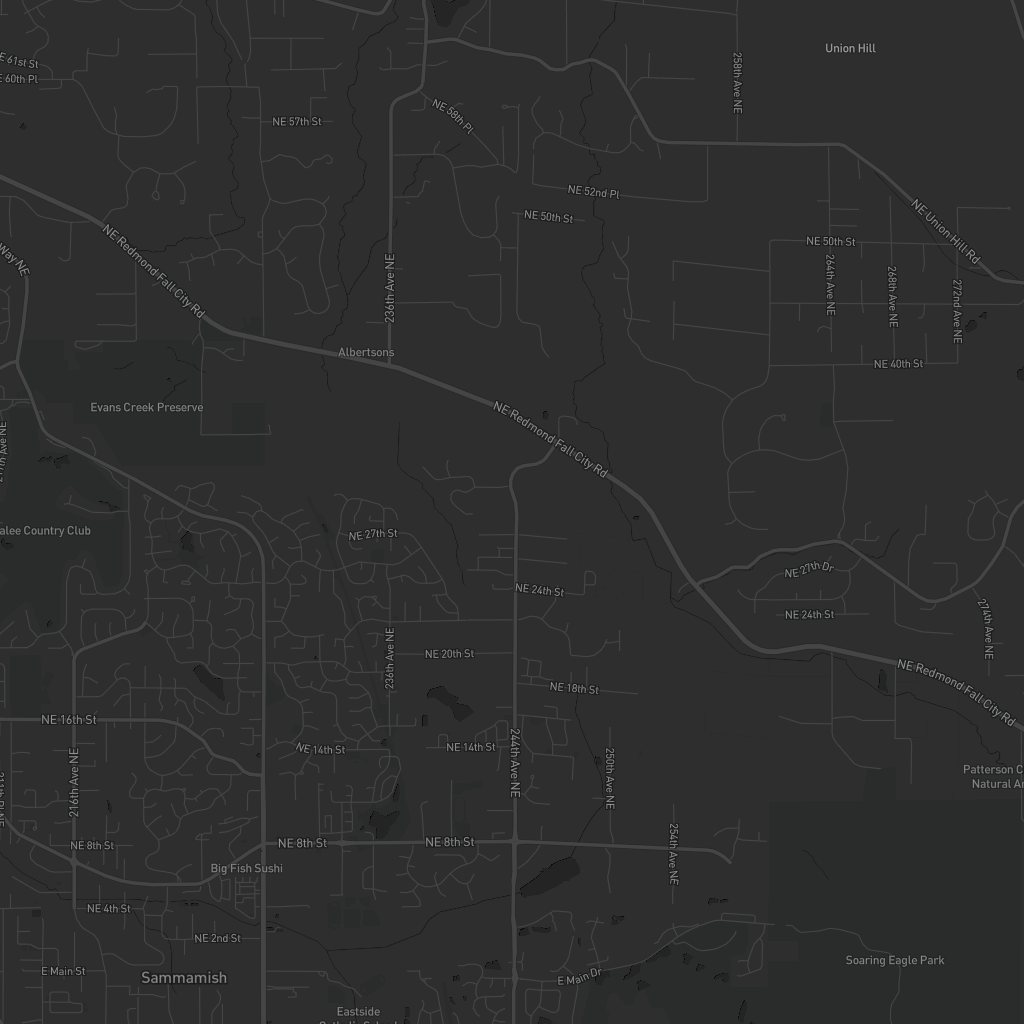 Union Hill
E 61st St
258th Ave NE
E 60th Pl
NE 58th Pl
NE 57th St
NE 52nd Pl
NE 50th St
NE Union Hill Rd
NE Redmond Fall City Rd
NE 50th St
Way NE
236th Ave NE
264th Ave NE
268th Ave NE
272nd Ave NE
Albertsons
NE 40th St
Evans Creek Preserve
NE Redmond Fall City Rd
alee Country Club
NE 27th St
NE 27th Dr
NE 24th St
NE 24th St
274th Ave NE
236th Ave NE
NE 20th St
NE 18th St
NE Redmond Fall City Rd
NE 16th St
NE 14th St
NE 14th St
244th Ave NE
216th Ave NE
250th Ave NE
Patterson C
Natural Ar
NE 8th St
NE 8th St
NE 8th St
254th Ave NE
Big Fish Sushi
NE 4th St
NE 2nd St
Soaring Eagle Park
E Main St
Sammamish
E Main Dr
Eastside